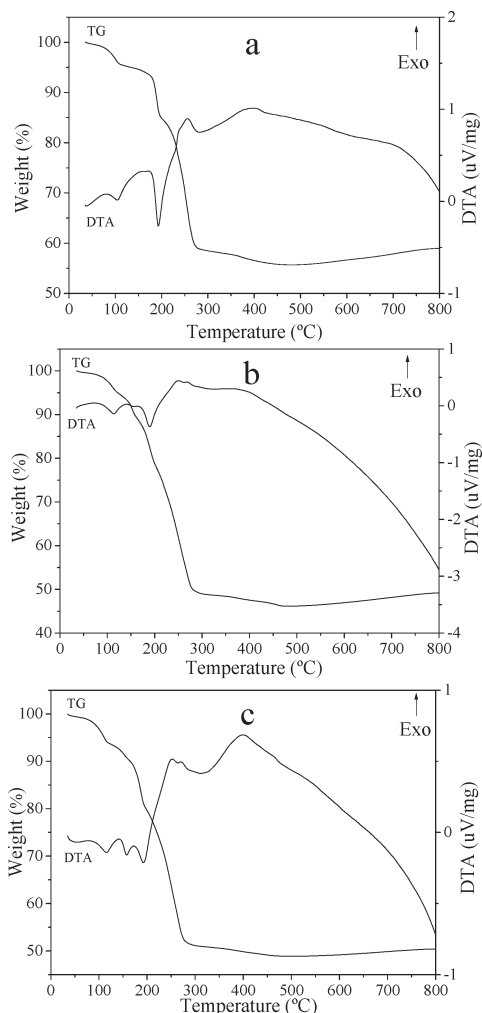 TG
a
Exo
DTA
Weight (%)
DTA (uV/mg)
100
90
80
70
60
50
2
1
0
-1
0 100 200 300 400 500 600 700 800
Temperature (ºC)
TG
b
Exo
DTA
Weight (%)
DTA (uV/mg)
100
90
80
70
60
50
40
1
0
-1
-2
-3
-4
0 100 200 300 400 500 600 700 800
Temperature (ºC)
TG
c
Exo
DTA
Weight (%)
DTA (uV/mg)
100
90
80
70
60
50
1
0
-1
0 100 200 300 400 500 600 700 800
Temperature (ºC)